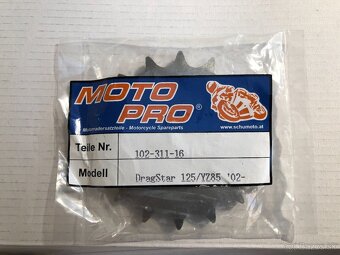 MOTO
PRO®
Motorradersatzteile - Motorcycle Spareparts
www.schumoto.at
Teile Nr. 102-311-16
Modell DragStar 125/YZ85 '02-